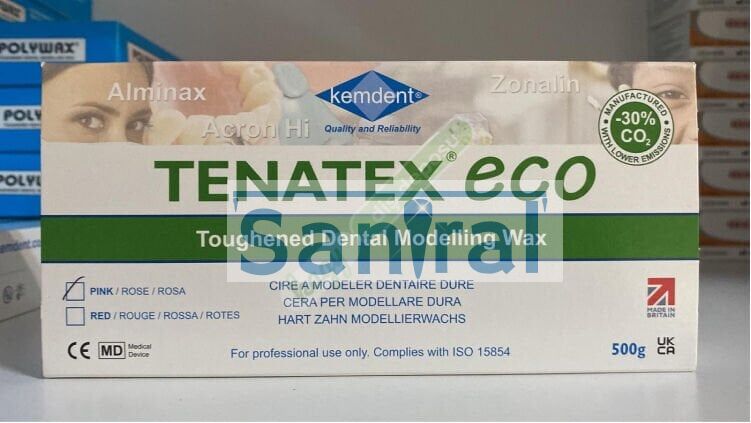 POLYWAX
POLYWAX
POLYWAX
emdent.co
Alminax
Acron Hi
kemdent®
Quality and Reliability
Zonalin
MANUFACTURED
-30%
CO2
WITH LOWER EMISSIONS
TENATEX® eco
Toughened Dental Modelling Wax
Santral
PINK / ROSE / ROSA
RED / ROUGE / ROSSA / ROTES
CIRE A MODELER DENTAIRE DURE
CERA PER MODELLARE DURA
HART ZAHN MODELLIERWACHS
MADE IN
BRITAIN
CE MD Medical
Device
For professional use only. Complies with ISO 15854
500g
UK
CA